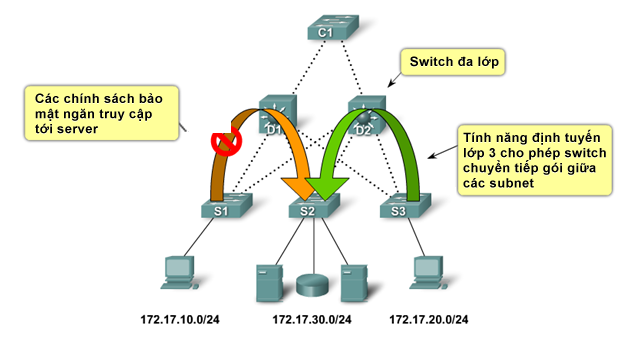 C1
Switch đa lớp
Các chính sách bảo
mật ngăn truy cập
tới server
D1
D2
Tính năng định tuyến
lớp 3 cho phép switch
chuyển tiếp gói giữa
các subnet
S1
S2
S3
172.17.10.0/24
172.17.30.0/24
172.17.20.0/24